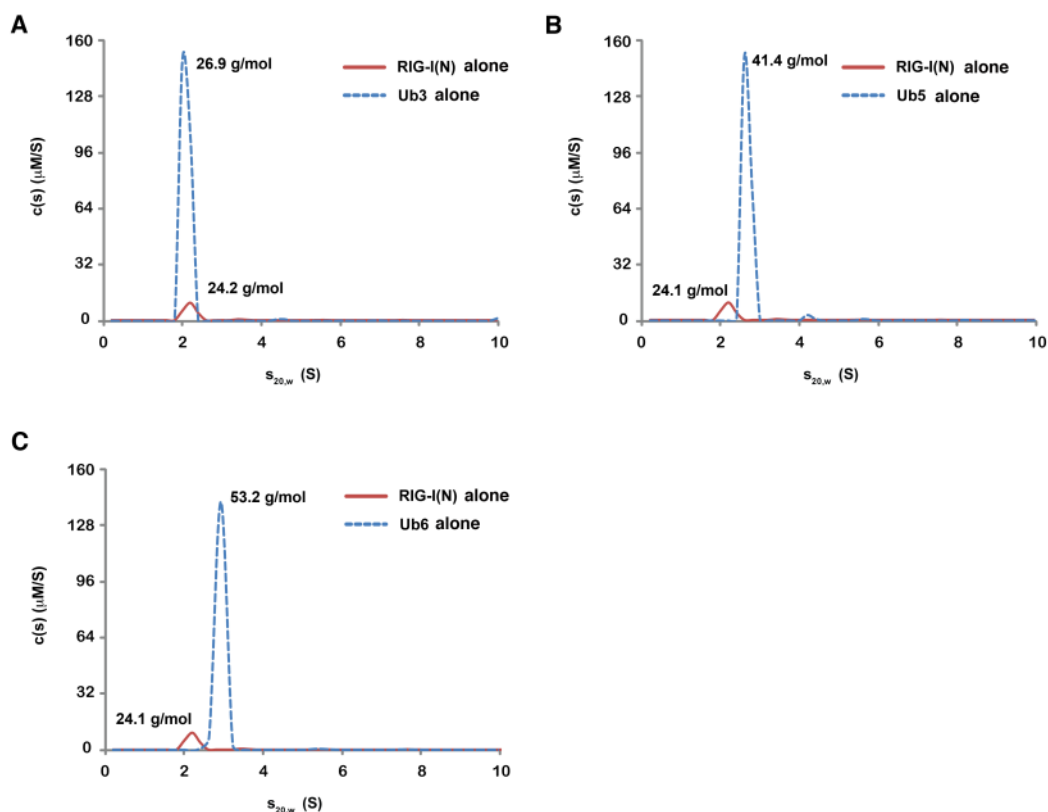 A
160
128
96
64
32
0
c(s) (μM/S)
26.9 g/mol
24.2 g/mol
RIG-I(N) alone
Ub3 alone
0 2 4 6 8 10
s20,w (S)
B
160
128
96
64
32
0
c(s) (μM/S)
41.4 g/mol
24.1 g/mol
RIG-I(N) alone
Ub5 alone
0 2 4 6 8 10
s20,w (S)
C
160
128
96
64
32
0
c(s) (μM/S)
53.2 g/mol
24.1 g/mol
RIG-I(N) alone
Ub6 alone
0 2 4 6 8 10
s20,w (S)